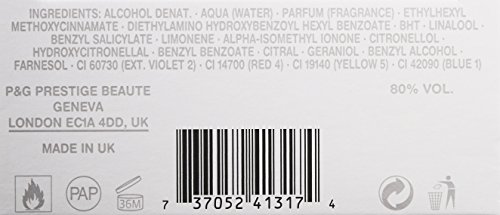 INGREDIENTS: ALCOHOL DENAT. · AQUA (WATER) · PARFUM (FRAGRANCE) · ETHYLHEXYL
METHOXYCINNAMATE · DIETHYLAMINO HYDROXYBENZOYL HEXYL BENZOATE · BHT · LINALOOL ·
BENZYL SALICYLATE · LIMONENE · ALPHA-ISOMETHYL IONONE · CITRONELLOL ·
HYDROXYCITRONELLAL · BENZYL BENZOATE · CITRAL · GERANIOL · BENZYL ALCOHOL ·
FARNESOL · CI 60730 (EXT. VIOLET 2) · CI 14700 (RED 4) · CI 19140 (YELLOW 5) · CI 42090 (BLUE 1)
P&G PRESTIGE BEAUTE
GENEVA
LONDON EC1A 4DD, UK
MADE IN UK
80% VOL.
PAP
36M
7 37052 41317 4